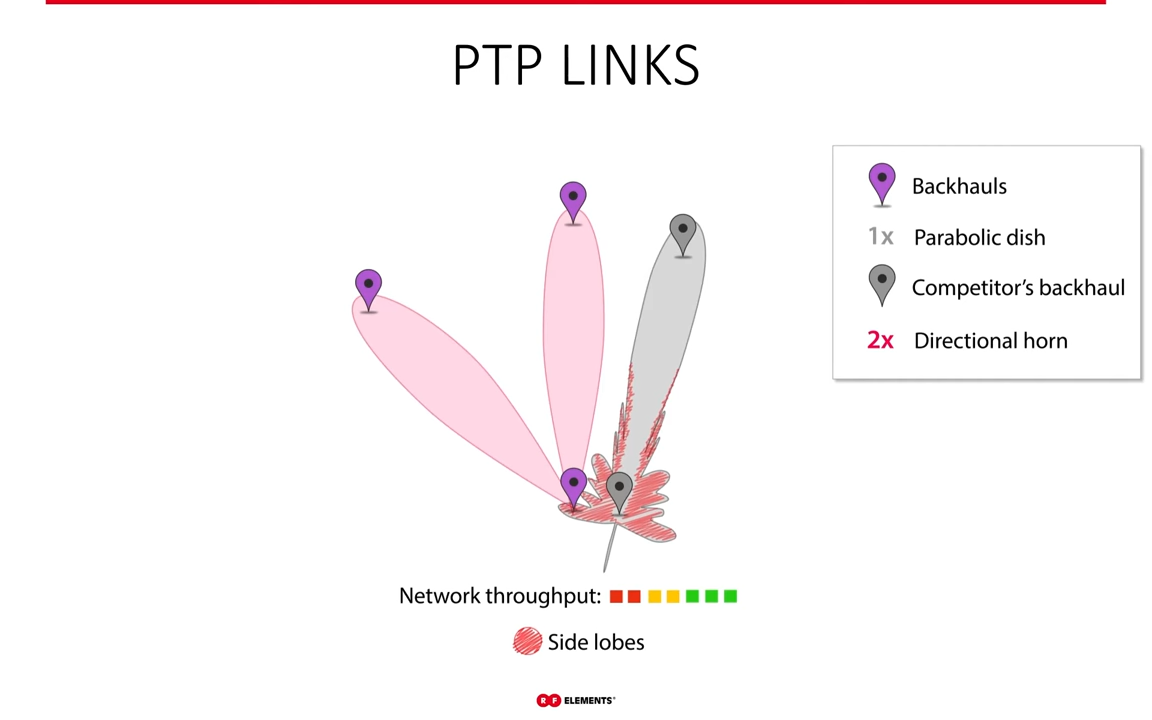 PTP LINKS
Backhauls
1x Parabolic dish
Competitor's backhaul
2x Directional horn
Network throughput:
Side lobes
RF ELEMENTS®